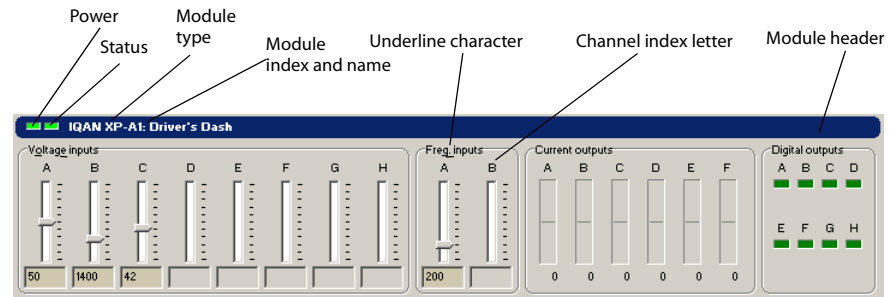 Power
Status
Module
type
Module
index and name
Underline character
Channel index letter
Module header
IQAN XP-A1: Driver's Dash
Voltage inputs
A B C D E F G H
50 1400 42
Freq. inputs
A B
200
Current outputs
A B C D E F
0 0 0 0 0 0
Digital outputs
A B C D
E F G H